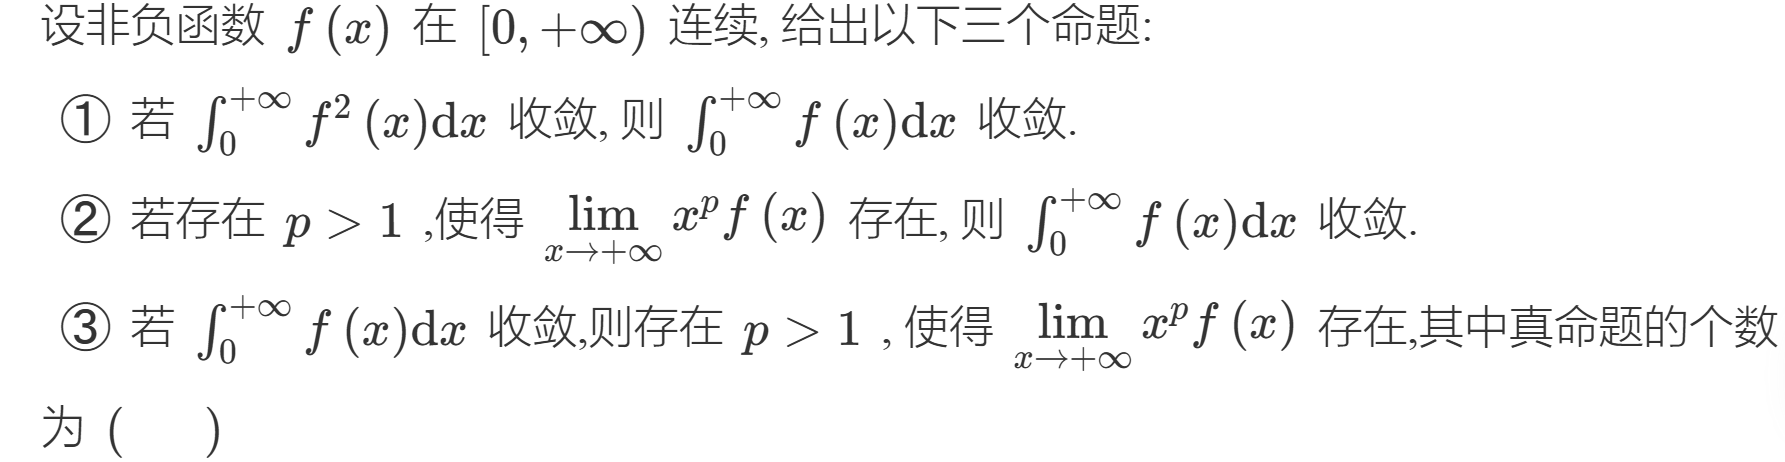 设非负函数 f(x) 在 [0,+∞) 连续, 给出以下三个命题:
① 若 ∫₀^{+∞} f²(x)dx 收敛, 则 ∫₀^{+∞} f(x)dx 收敛.
② 若存在 p > 1 ,使得 lim_{x→+∞} x^p f(x) 存在, 则 ∫₀^{+∞} f(x)dx 收敛.
③ 若 ∫₀^{+∞} f(x)dx 收敛,则存在 p > 1 , 使得 lim_{x→+∞} x^p f(x) 存在,其中真命题的个数
为 ( )